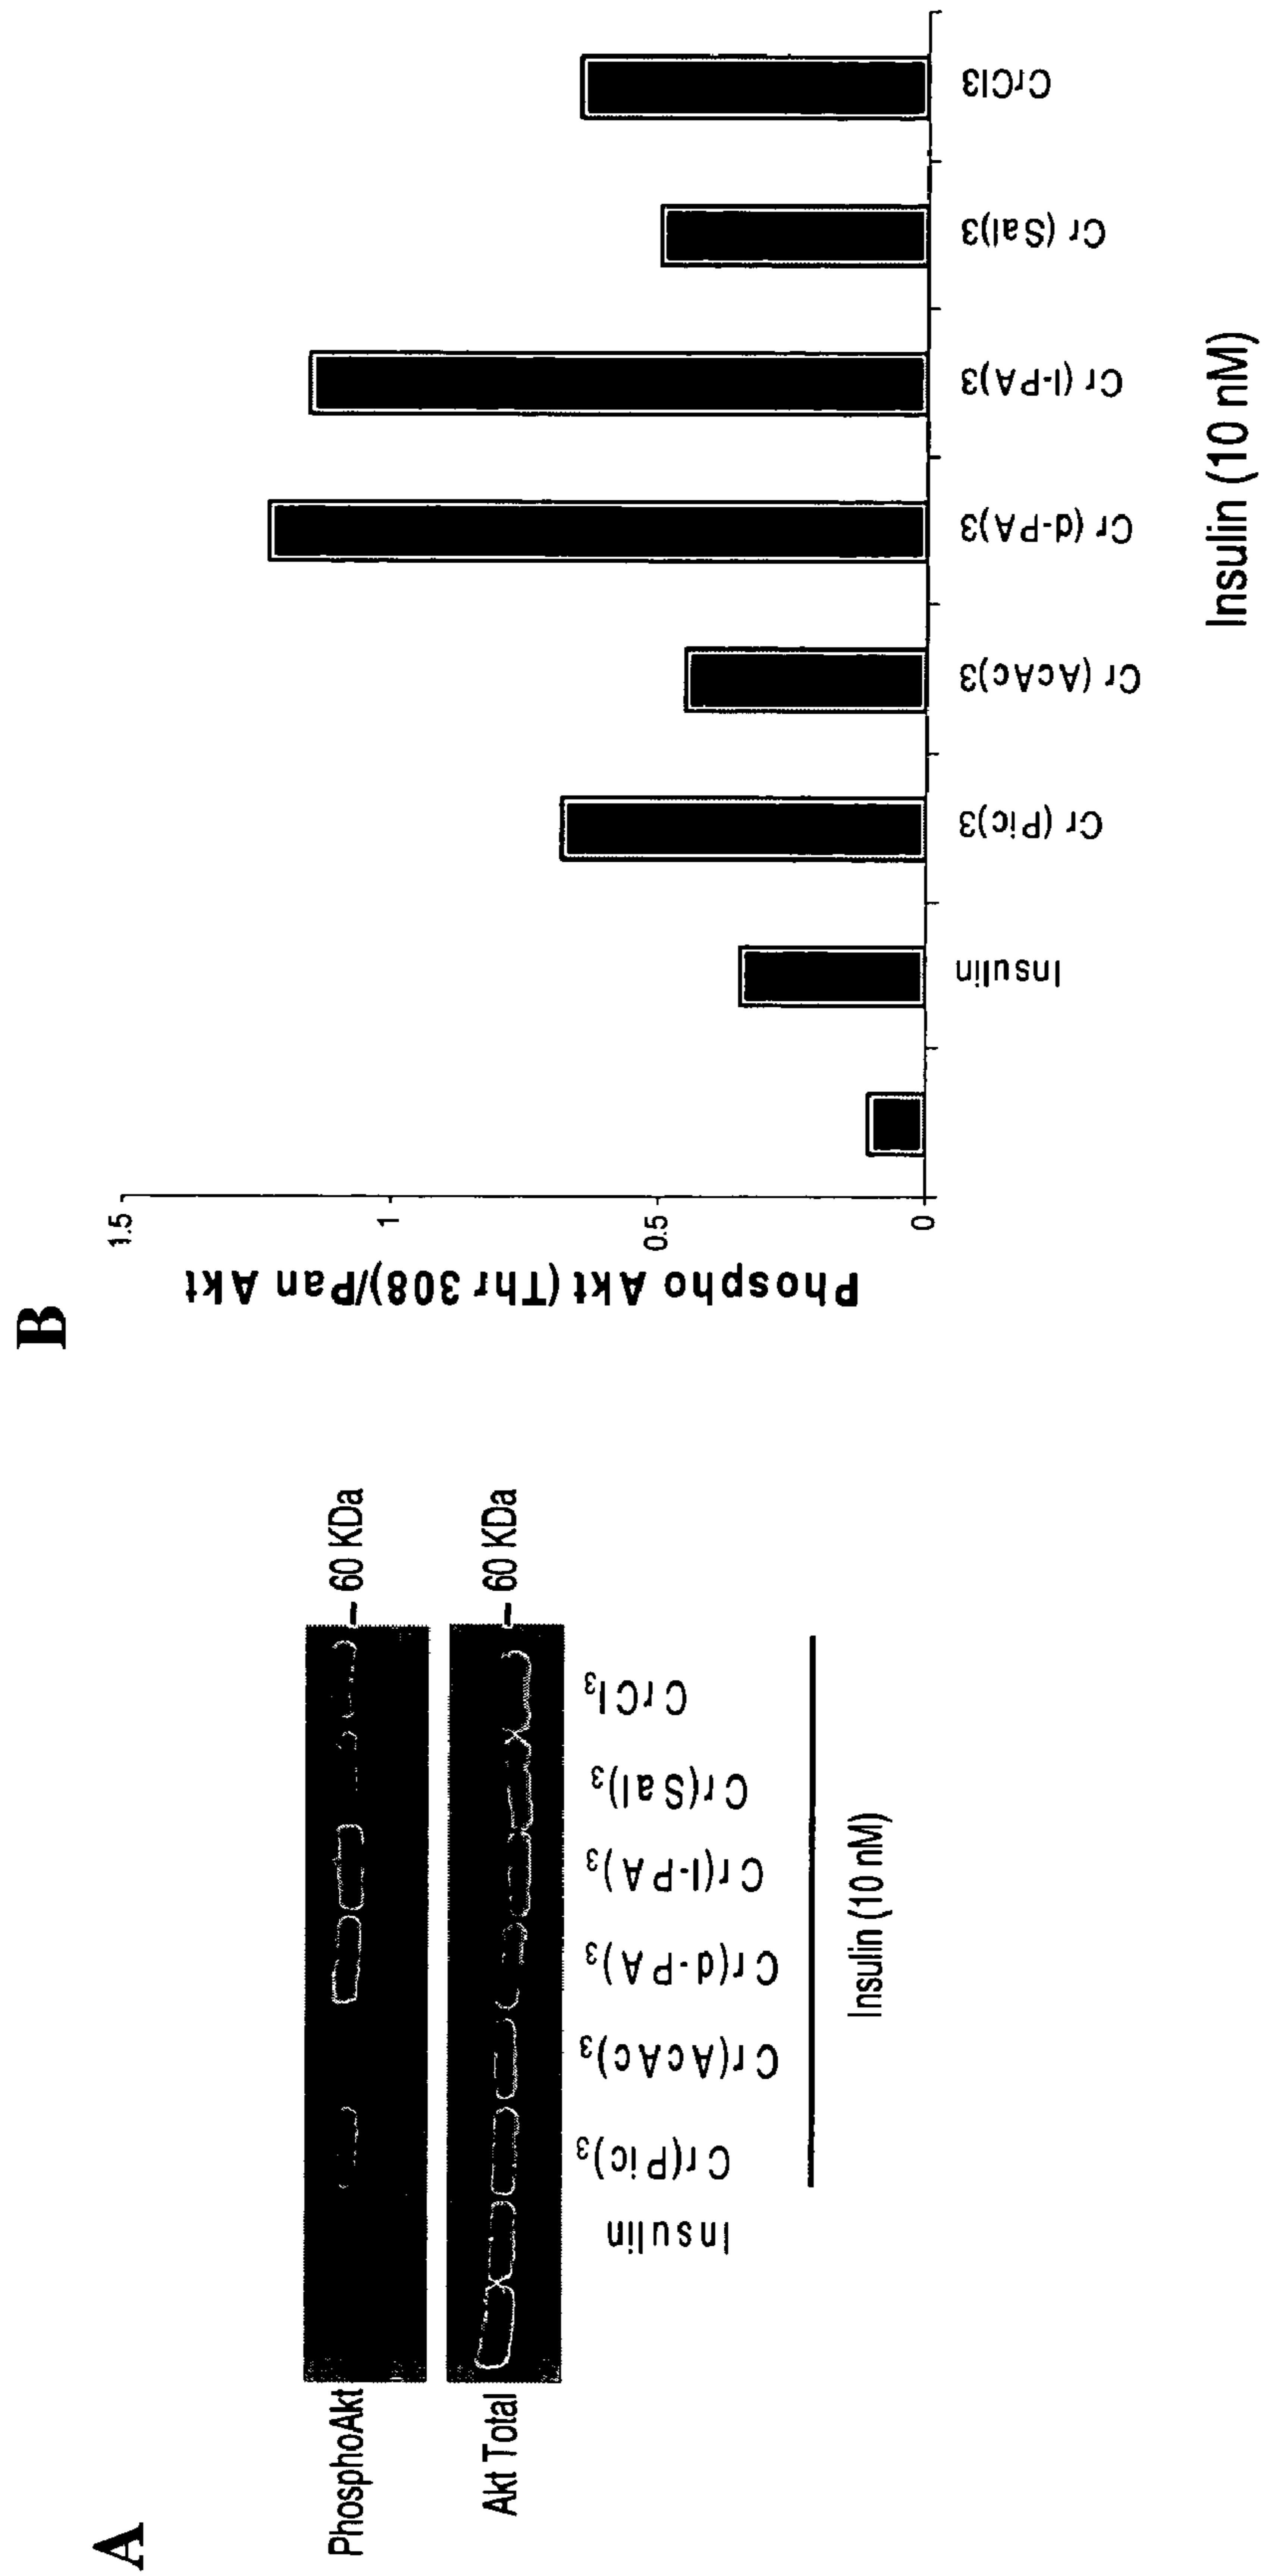 A
PhosphoAkt
– 60 KDa
Akt Total
– 60 KDa
Insulin
Cr(Pic)₃
Cr(AcAc)₃
Cr(d-PA)₃
Cr(l-PA)₃
Cr(Sal)₃
CrCl₃
Insulin (10 nM)
B
Phospho Akt (Thr 308)/Pan Akt
1.5
1
0.5
0
Insulin
Cr (Pic)3
Cr (AcAc)3
Cr (d-PA)3
Cr (l-PA)3
Cr (Sal)3
CrCl3
Insulin (10 nM)